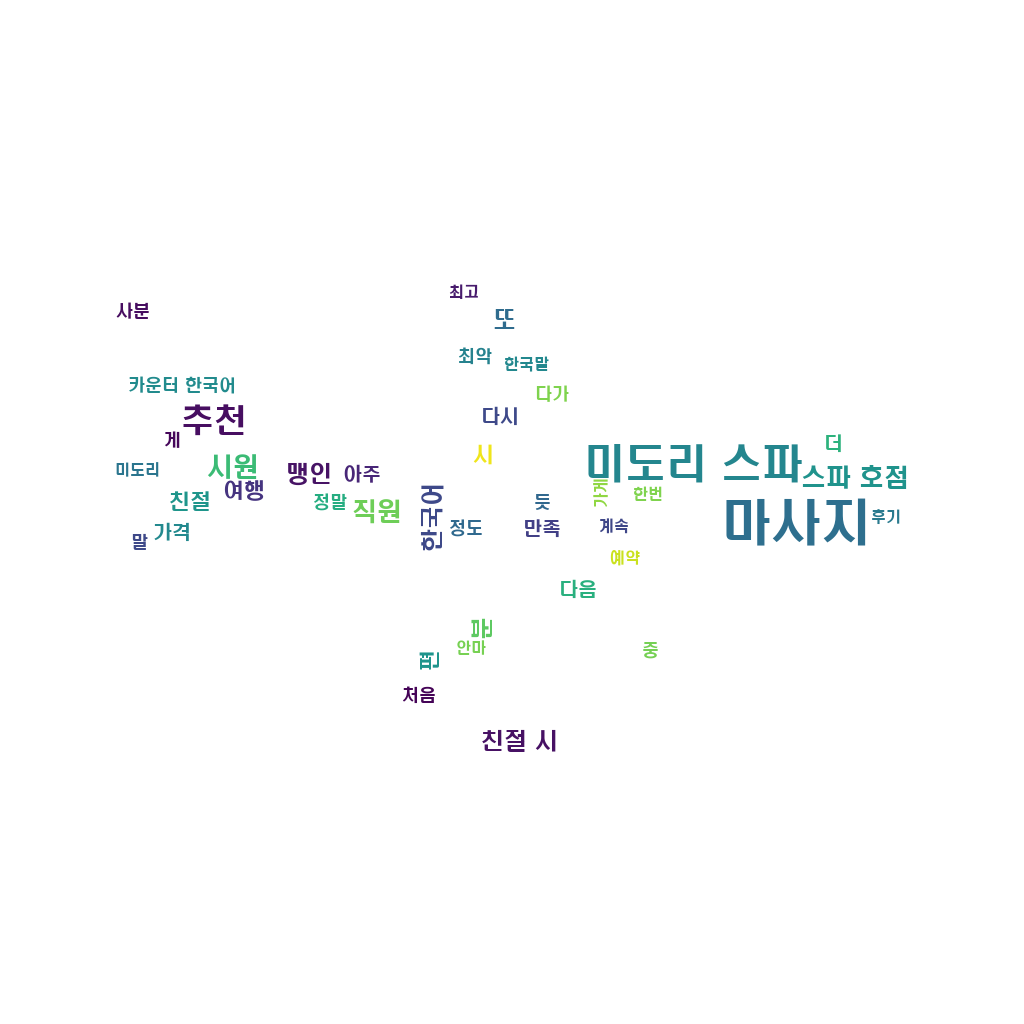 최고
사분
또
최악
한국말
카운터 한국어
다가
추천
다시
게
시
더
미도리
시원
맹인
아주
미도리 스파
스파 호점
여행
친절
정말
직원
한국어
듯
가게
한번
마사지
후기
말
가격
정도
만족
계속
예약
다음
곳
안마
중
편
처음
친절 시